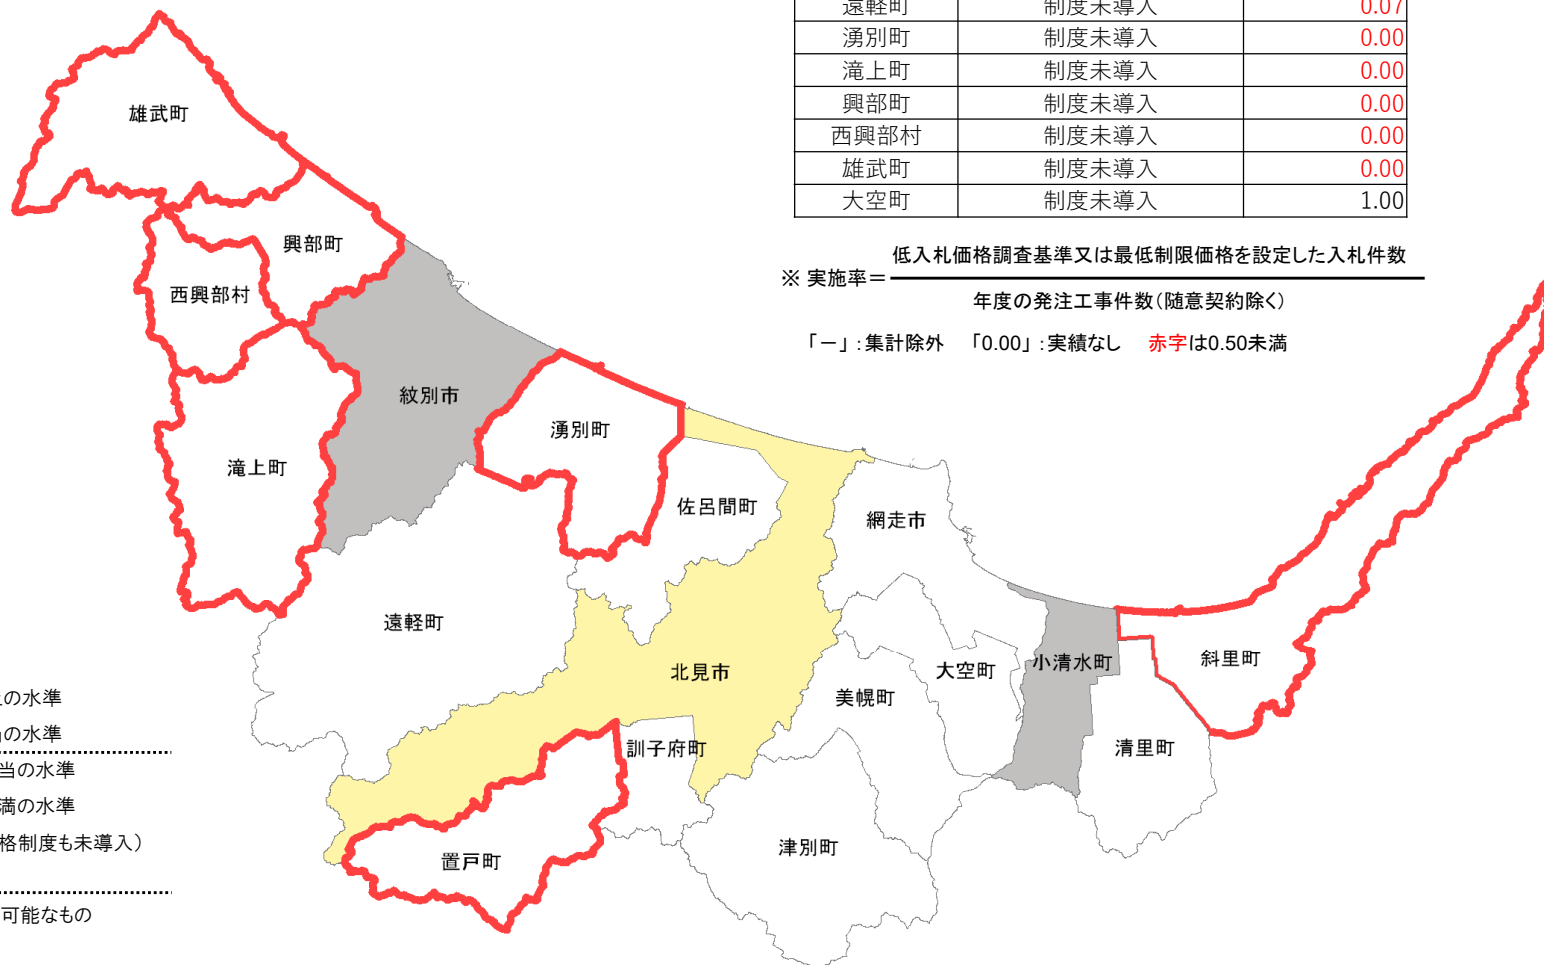 遠軽町 制度未導入 0.07
湧別町 制度未導入 0.00
滝上町 制度未導入 0.00
興部町 制度未導入 0.00
西興部村 制度未導入 0.00
雄武町 制度未導入 0.00
大空町 制度未導入 1.00
低入札価格調査基準又は最低制限価格を設定した入札件数
※ 実施率＝
年度の発注工事件数（随意契約除く）
「－」：集計除外 「0.00」：実績なし 赤字は0.50未満
雄武町
興部町
西興部村
紋別市
湧別町
滝上町
佐呂間町
網走市
遠軽町
北見市
大空町
小清水町
斜里町
美幌町
訓子府町
清里町
津別町
置戸町
の水準
の水準
当の水準
満の水準
格制度も未導入）
可能なもの